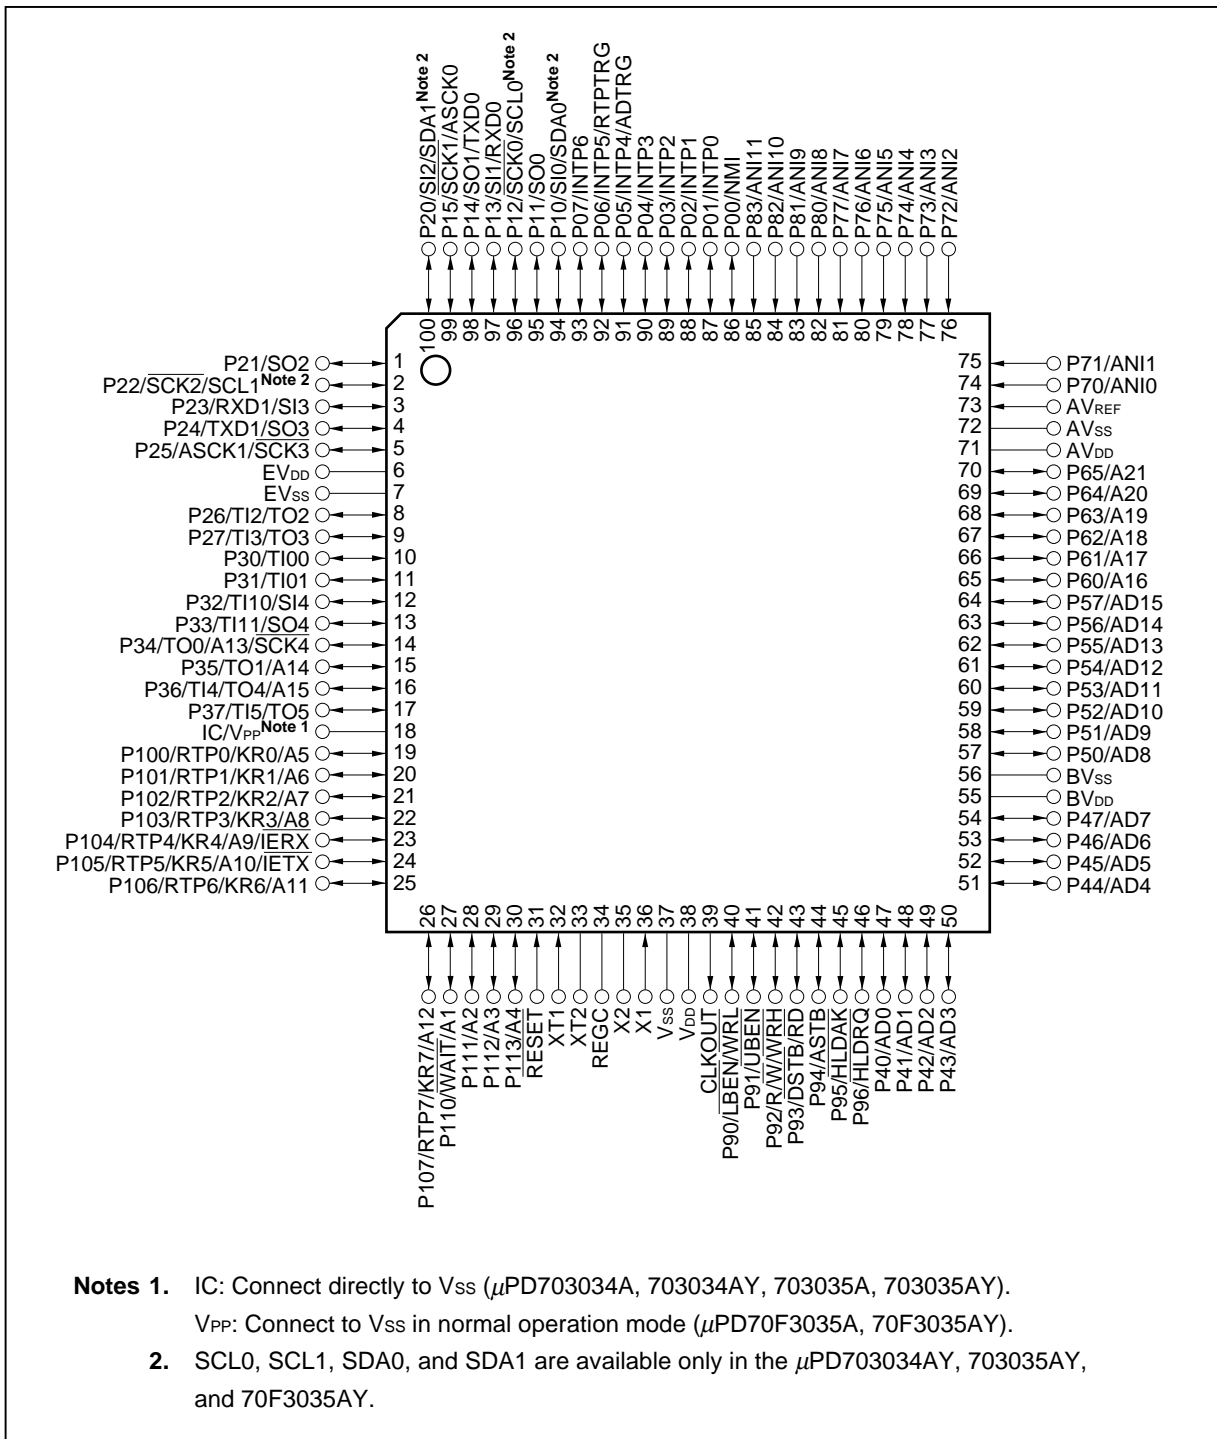 P20/SI2/SDA1Note 2
P15/SCK1/ASCK0
P14/SO1/TXD0
P13/SI1/RXD0
P12/SCK0/SCL0Note 2
P11/SO0
P10/SI0/SDA0Note 2
P07/INTP6
P06/INTP5/RTPTRG
P05/INTP4/ADTRG
P04/INTP3
P03/INTP2
P02/INTP1
P01/INTP0
P00/NMI
P83/ANI11
P82/ANI10
P81/ANI9
P80/ANI8
P77/ANI7
P76/ANI6
P75/ANI5
P74/ANI4
P73/ANI3
P72/ANI2
100
99
98
97
96
95
94
93
92
91
90
89
88
87
86
85
84
83
82
81
80
79
78
77
76
P21/SO2 1
P22/SCK2/SCL1Note 2 2
P23/RXD1/SI3 3
P24/TXD1/SO3 4
P25/ASCK1/SCK3 5
EVDD 6
EVSS 7
P26/TI2/TO2 8
P27/TI3/TO3 9
P30/TI00 10
P31/TI01 11
P32/TI10/SI4 12
P33/TI11/SO4 13
P34/TO0/A13/SCK4 14
P35/TO1/A14 15
P36/TI4/TO4/A15 16
P37/TI5/TO5 17
IC/VPPNote 1 18
P100/RTP0/KR0/A5 19
P101/RTP1/KR1/A6 20
P102/RTP2/KR2/A7 21
P103/RTP3/KR3/A8 22
P104/RTP4/KR4/A9/IERX 23
P105/RTP5/KR5/A10/IETX 24
P106/RTP6/KR6/A11 25
75 P71/ANI1
74 P70/ANI0
73 AVREF
72 AVSS
71 AVDD
70 P65/A21
69 P64/A20
68 P63/A19
67 P62/A18
66 P61/A17
65 P60/A16
64 P57/AD15
63 P56/AD14
62 P55/AD13
61 P54/AD12
60 P53/AD11
59 P52/AD10
58 P51/AD9
57 P50/AD8
56 BVSS
55 BVDD
54 P47/AD7
53 P46/AD6
52 P45/AD5
51 P44/AD4
26
27
28
29
30
31
32
33
34
35
36
37
38
39
40
41
42
43
44
45
46
47
48
49
50
P107/RTP7/KR7/A12
P110/WAIT/A1
P111/A2
P112/A3
P113/A4
RESET
XT1
XT2
REGC
X2
X1
VSS
VDD
CLKOUT
P90/LBEN/WRL
P91/UBEN
P92/R/W/WRH
P93/DSTB/RD
P94/ASTB
P95/HLDAK
P96/HLDRQ
P40/AD0
P41/AD1
P42/AD2
P43/AD3
Notes 1. IC: Connect directly to VSS (μPD703034A, 703034AY, 703035A, 703035AY).
VPP: Connect to VSS in normal operation mode (μPD70F3035A, 70F3035AY).
2. SCL0, SCL1, SDA0, and SDA1 are available only in the μPD703034AY, 703035AY,
and 70F3035AY.